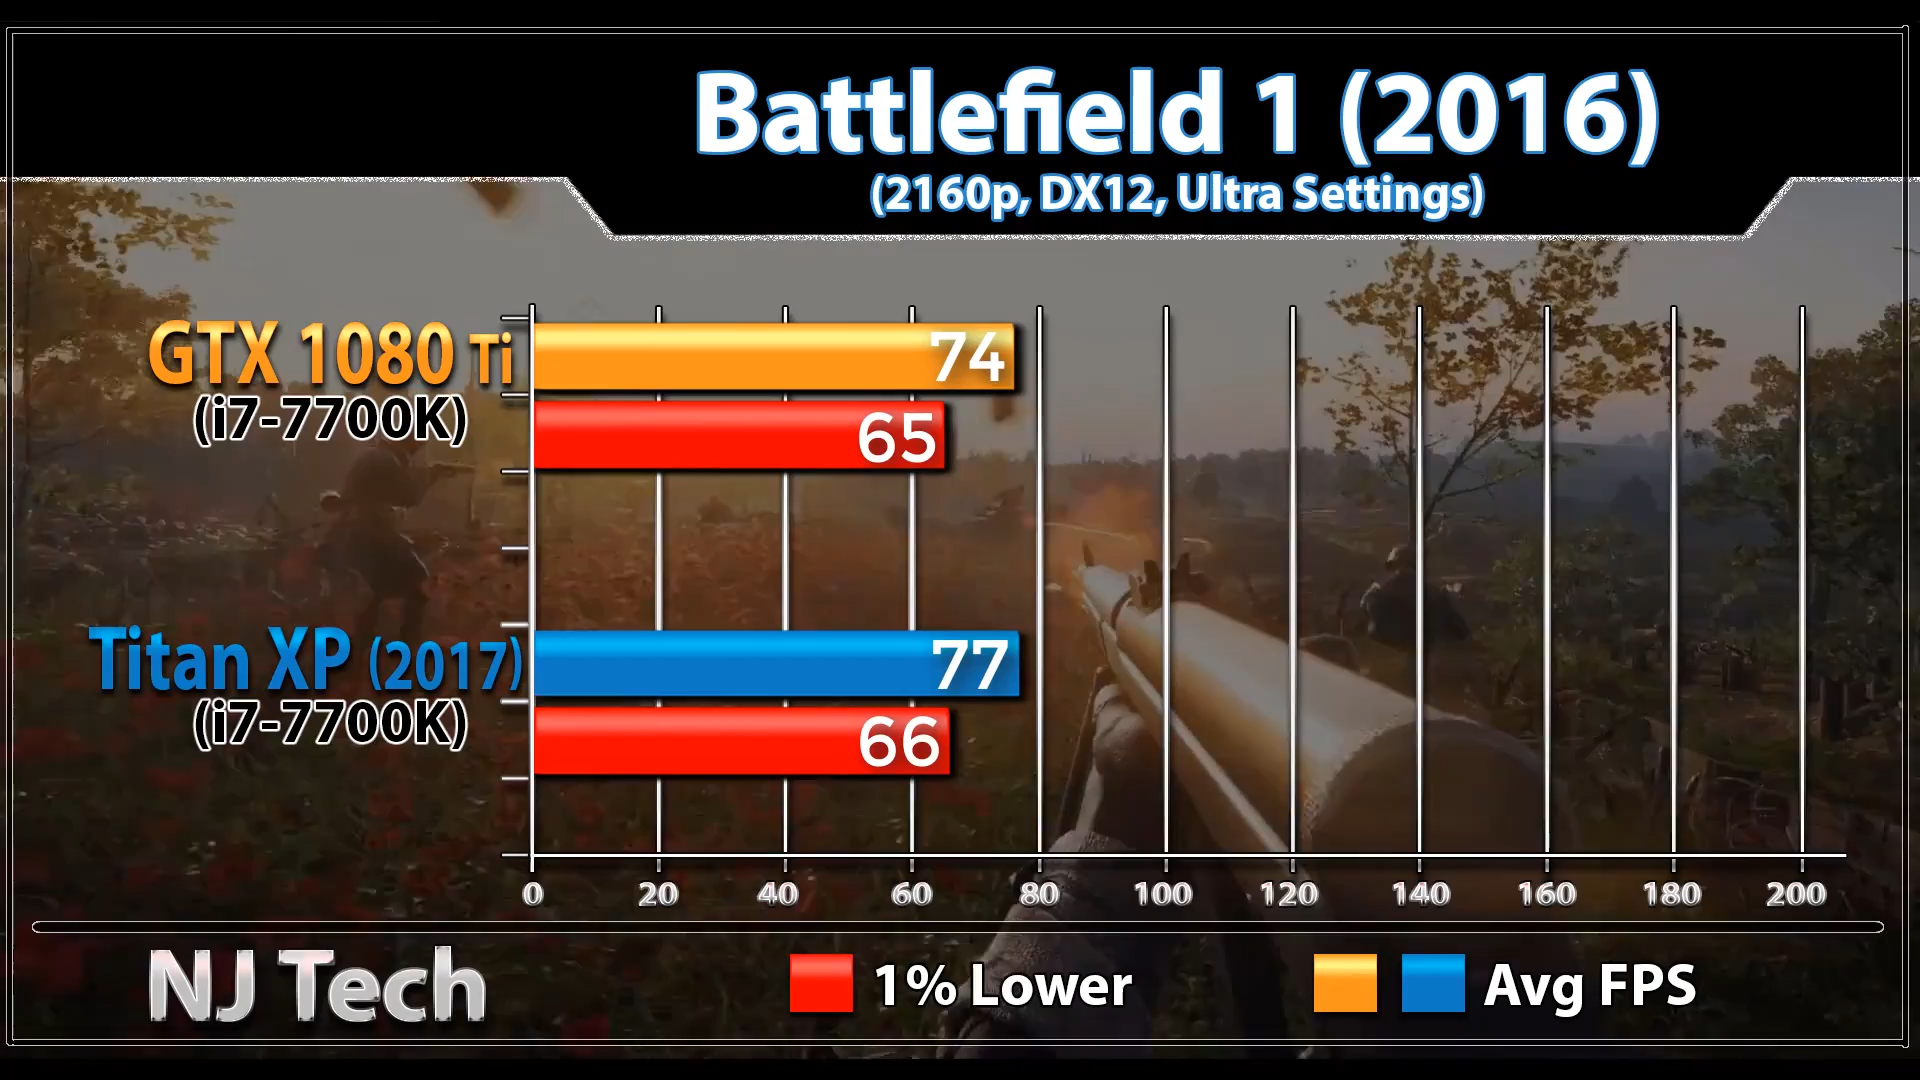 Battlefield 1 (2016)
(2160p, DX12, Ultra Settings)
GTX 1080 Ti
(i7-7700K)
74
65
Titan XP (2017)
(i7-7700K)
77
66
0 20 40 60 80 100 120 140 160 180 200
NJ Tech
1% Lower
Avg FPS